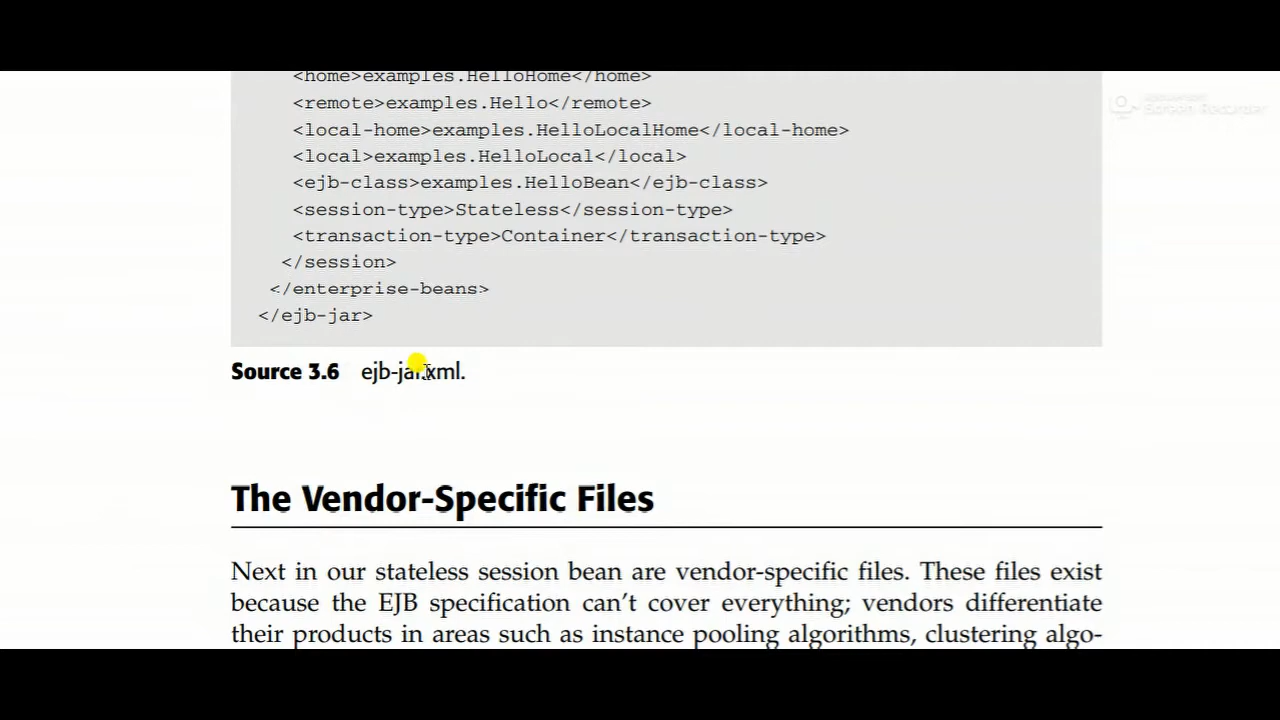 <home>examples.HelloHome</home>
<remote>examples.Hello</remote>
<local-home>examples.HelloLocalHome</local-home>
<local>examples.HelloLocal</local>
<ejb-class>examples.HelloBean</ejb-class>
<session-type>Stateless</session-type>
<transaction-type>Container</transaction-type>
</session>
</enterprise-beans>
</ejb-jar>
Source 3.6 ejb-jar.xml.
The Vendor-Specific Files
Next in our stateless session bean are vendor-specific files. These files exist
because the EJB specification can't cover everything; vendors differentiate
their products in areas such as instance pooling algorithms, clustering algo-
Screen Recorder